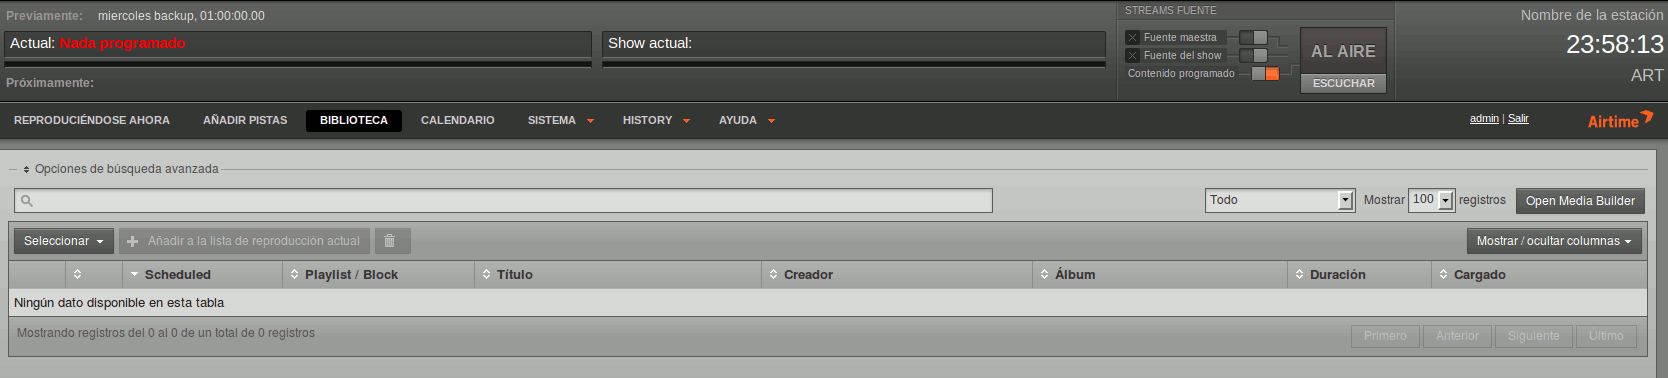 Previamente: miercoles backup, 01:00:00.00
Actual: Nada programado
Próximamente:
Show actual:
STREAMS FUENTE
Fuente maestra
Fuente del show
Contenido programado
AL AIRE
ESCUCHAR
Nombre de la estación
23:58:13
ART
REPRODUCIÉNDOSE AHORA AÑADIR PISTAS BIBLIOTECA CALENDARIO SISTEMA HISTORY AYUDA admin | Salir Airtime
Opciones de búsqueda avanzada
Todo Mostrar 100 registros Open Media Builder
Seleccionar Añadir a la lista de reproducción actual Mostrar / ocultar columnas
Scheduled Playlist / Block Título Creador Álbum Duración Cargado
Ningún dato disponible en esta tabla
Mostrando registros del 0 al 0 de un total de 0 registros Primero Anterior Siguiente Último